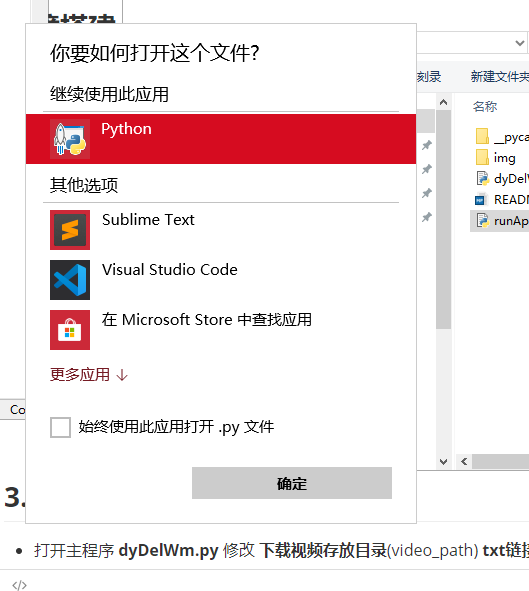 你要如何打开这个文件?
继续使用此应用
Python
其他选项
Sublime Text
Visual Studio Code
在 Microsoft Store 中查找应用
更多应用 ↓
始终使用此应用打开 .py 文件
确定
刻录
新建文件夹
名称
__pyca
img
dyDelW
READM
runAp
Co
3.
打开主程序 dyDelWm.py 修改 下载视频存放目录(video_path) txt链接
</>